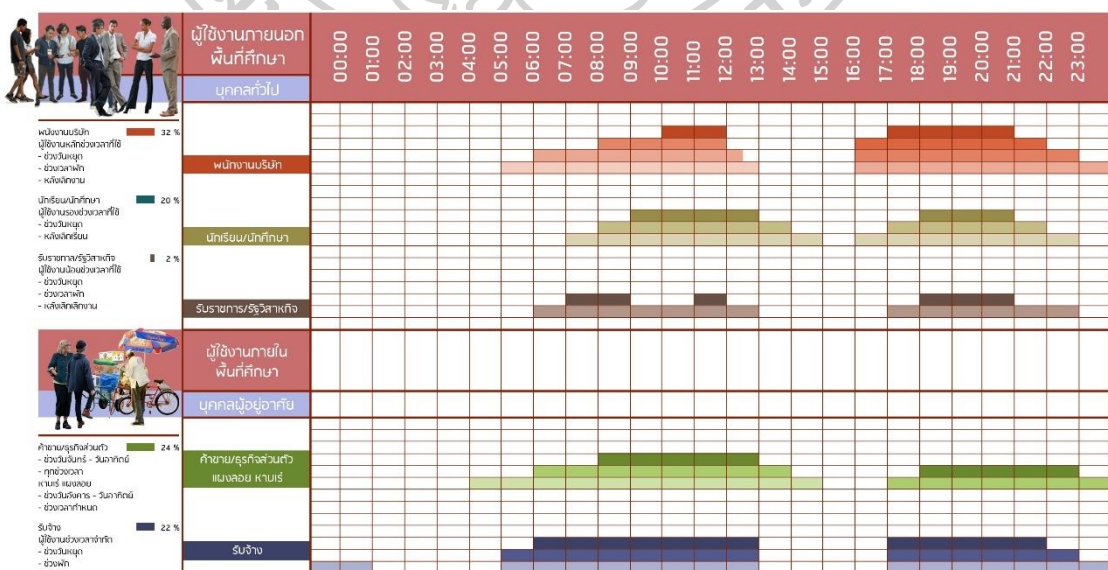 ผู้ใช้งานภายนอก
พื้นที่ศึกษา
บุคคลทั่วไป
00:00 01:00 02:00 03:00 04:00 05:00 06:00 07:00 08:00 09:00 10:00 11:00 12:00 13:00 14:00 15:00 16:00 17:00 18:00 19:00 20:00 21:00 22:00 23:00
พนังงานบริษัท 32 %
ผู้ใช้งานหลักช่วงเวลาที่ใช้
- ช่วงวันหยุด
- ช่วงเวลาพัก
- หลังเลิกงาน
พนักงานบริษัท
นักเรียน/นักศึกษา 20 %
ผู้ใช้งานรองช่วงเวลาที่ใช้
- ช่วงวันหยุด
- หลังเลิกเรียน
นักเรียน/นักศึกษา
รับราชกาล/รัฐวิสาหกิจ 2 %
ผู้ใช้งานน้อยช่วงเวลาที่ใช้
- ช่วงวันหยุด
- ช่วงเวลาพัก
- หลังเลิกเลิกงาน
รับราชการ/รัฐวิสาหกิจ
ผู้ใช้งานภายใน
พื้นที่ศึกษา
บุคคลผู้อยู่อาศัย
ค้าขาย/ธุรกิจส่วนตัว 24 %
- ช่วงวันจันทร์ - วันอาทิตย์
- ทุกช่วงเวลา
หาบเร่ แผงลอย
- ช่วงวันอังคาร - วันอาทิตย์
- ช่วงเวลากำหนด
ค้าขาย/ธุรกิจส่วนตัว
แผงลอย หาบเร่
รับจ้าง 22 %
ผู้ใช้งานช่วงเวลาจำกัด
- ช่วงวันหยุด
- ช่วงพัก
รับจ้าง